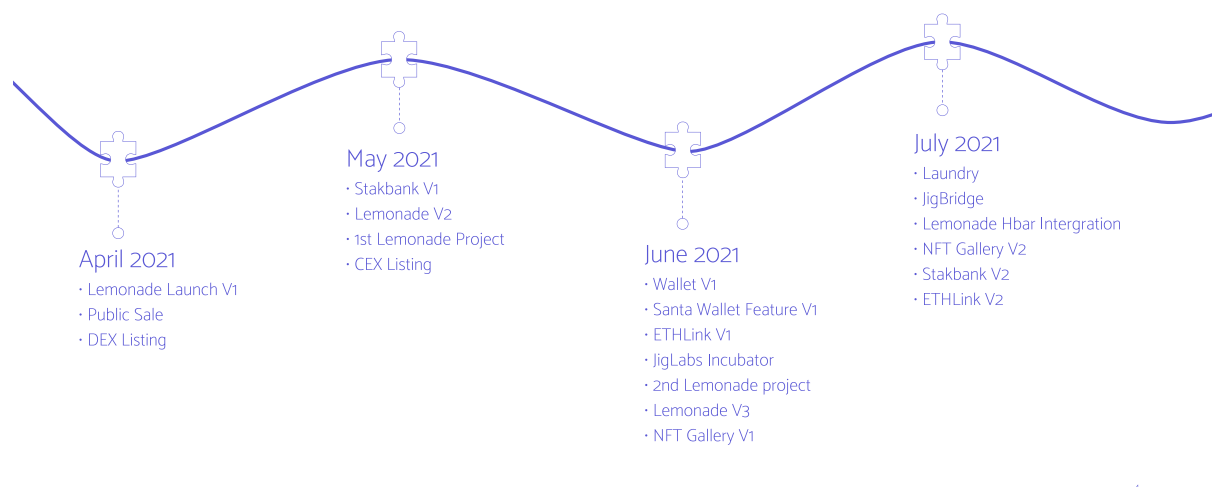 April 2021
· Lemonade Launch V1
· Public Sale
· DEX Listing
May 2021
· Stakbank V1
· Lemonade V2
· 1st Lemonade Project
· CEX Listing
June 2021
· Wallet V1
· Santa Wallet Feature V1
· ETHLink V1
· JigLabs Incubator
· 2nd Lemonade project
· Lemonade V3
· NFT Gallery V1
July 2021
· Laundry
· JigBridge
· Lemonade Hbar Intergration
· NFT Gallery V2
· Stakbank V2
· ETHLink V2